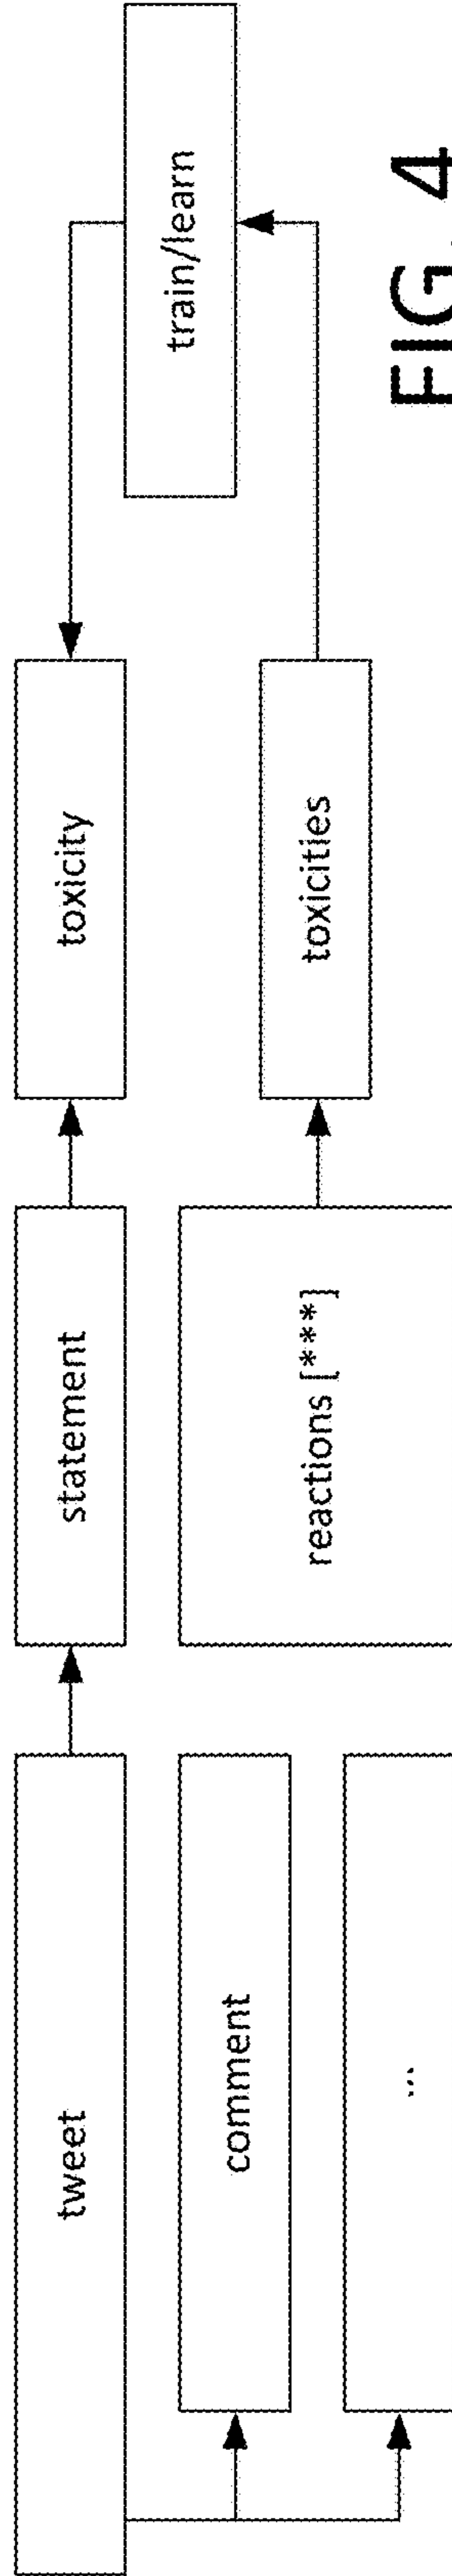 tweet
statement
toxicity
train/learn
comment
reactions [***]
toxicities
...
FIG. 4